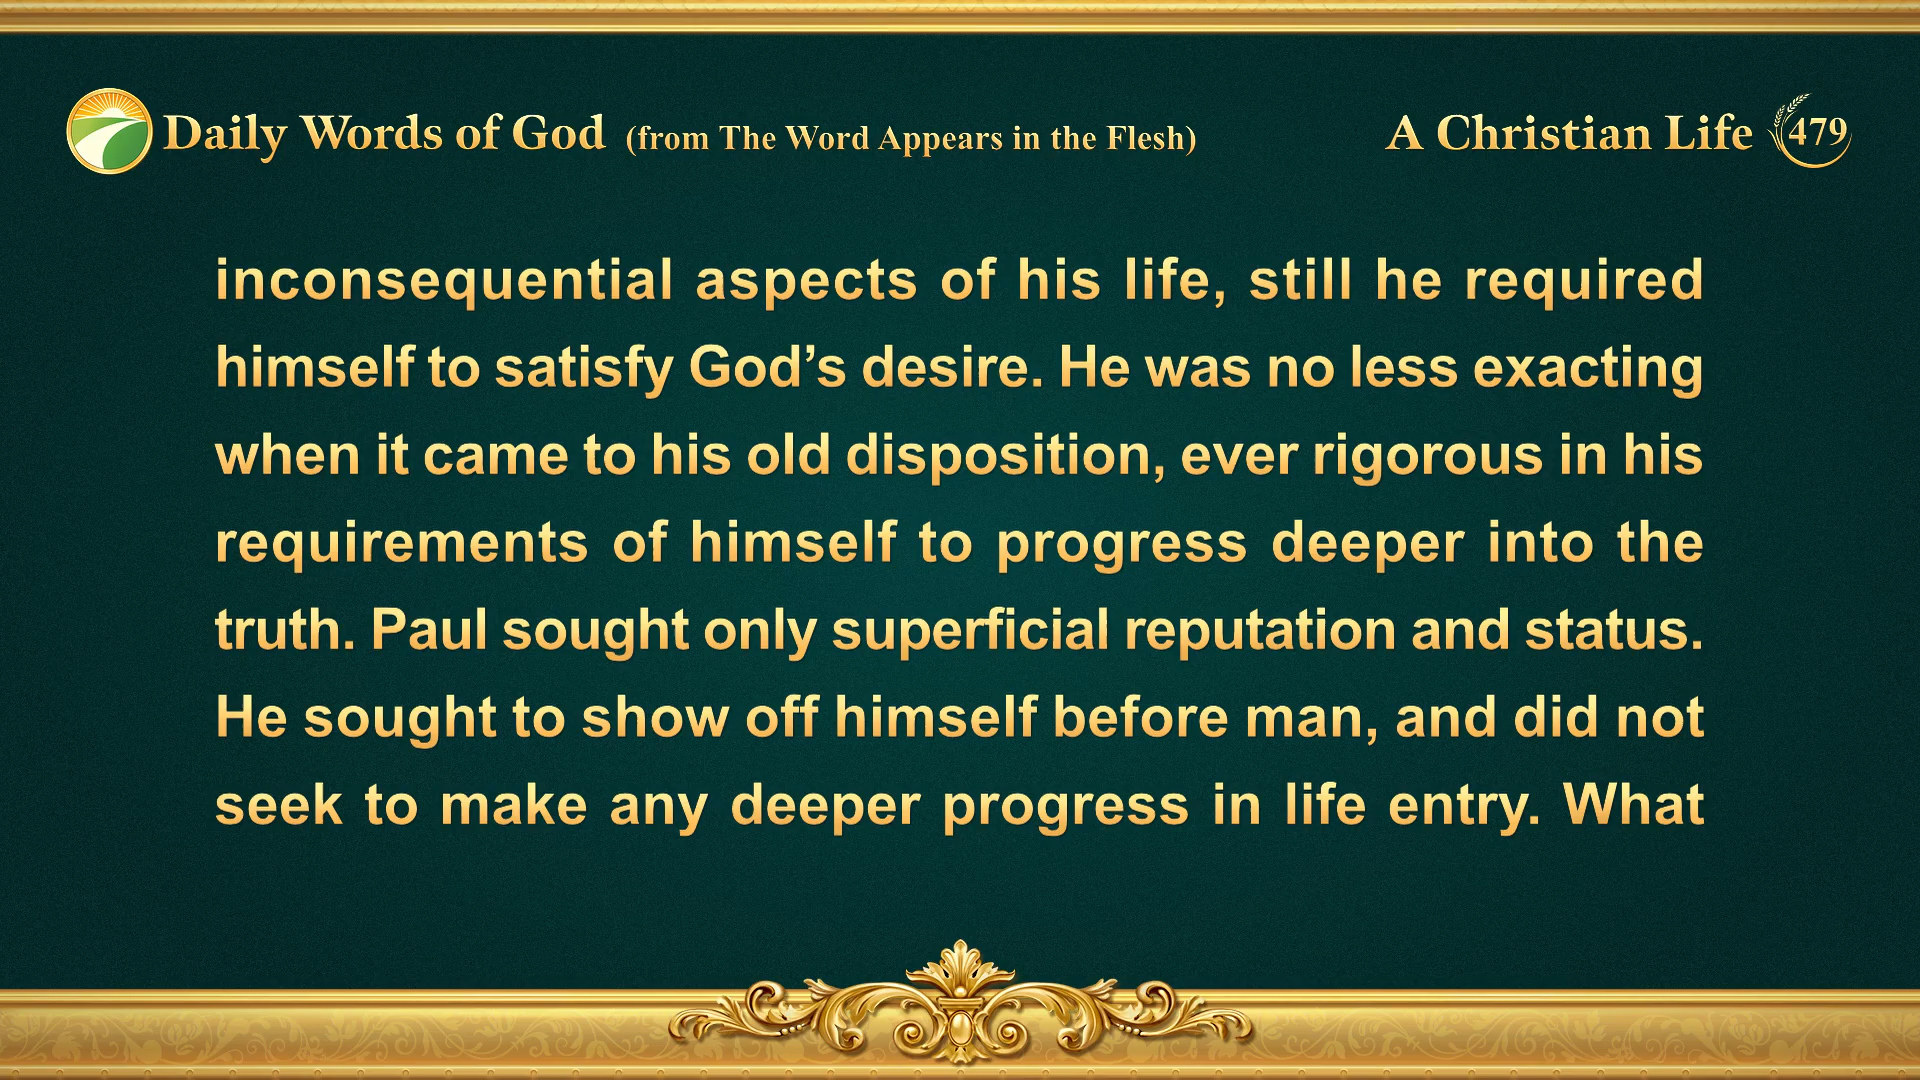 Daily Words of God (from The Word Appears in the Flesh)
A Christian Life 479
inconsequential aspects of his life, still he required
himself to satisfy God’s desire. He was no less exacting
when it came to his old disposition, ever rigorous in his
requirements of himself to progress deeper into the
truth. Paul sought only superficial reputation and status.
He sought to show off himself before man, and did not
seek to make any deeper progress in life entry. What